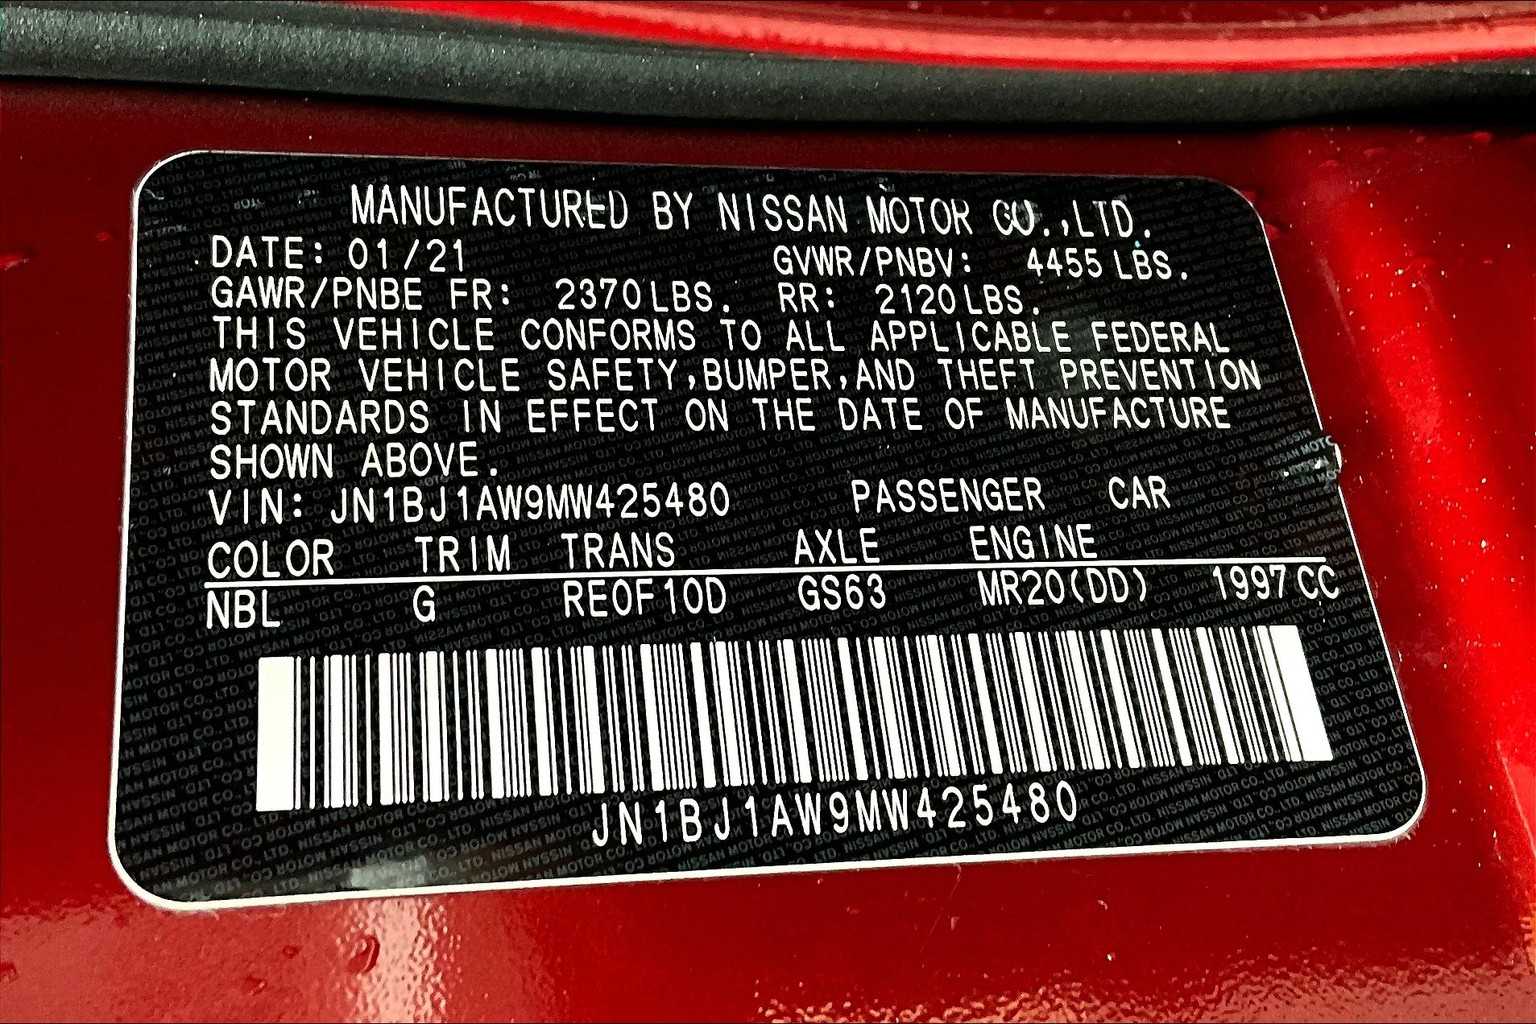 MANUFACTURED BY NISSAN MOTOR CO.,LTD.
DATE: 01/21 GVWR/PNBV: 4455 LBS.
GAWR/PNBE FR: 2370 LBS. RR: 2120 LBS.
THIS VEHICLE CONFORMS TO ALL APPLICABLE FEDERAL
MOTOR VEHICLE SAFETY,BUMPER,AND THEFT PREVENTION
STANDARDS IN EFFECT ON THE DATE OF MANUFACTURE
SHOWN ABOVE.
VIN: JN1BJ1AW9MW425480 PASSENGER CAR
COLOR TRIM TRANS AXLE ENGINE
NBL G RE0F10D GS63 MR20(DD) 1997 CC
JN1BJ1AW9MW425480